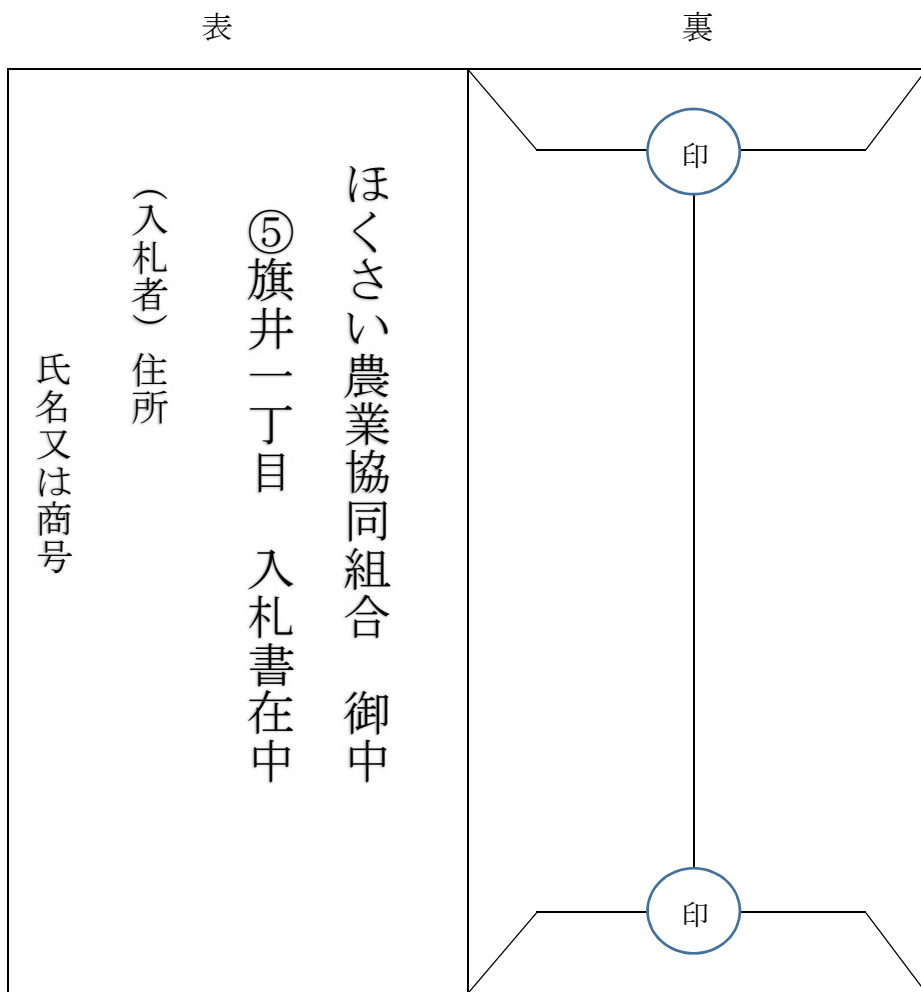 表
裏
ほくさい農業協同組合　御中
⑤旗井一丁目　入札書在中
（入札者）住所
氏名又は商号
印
印